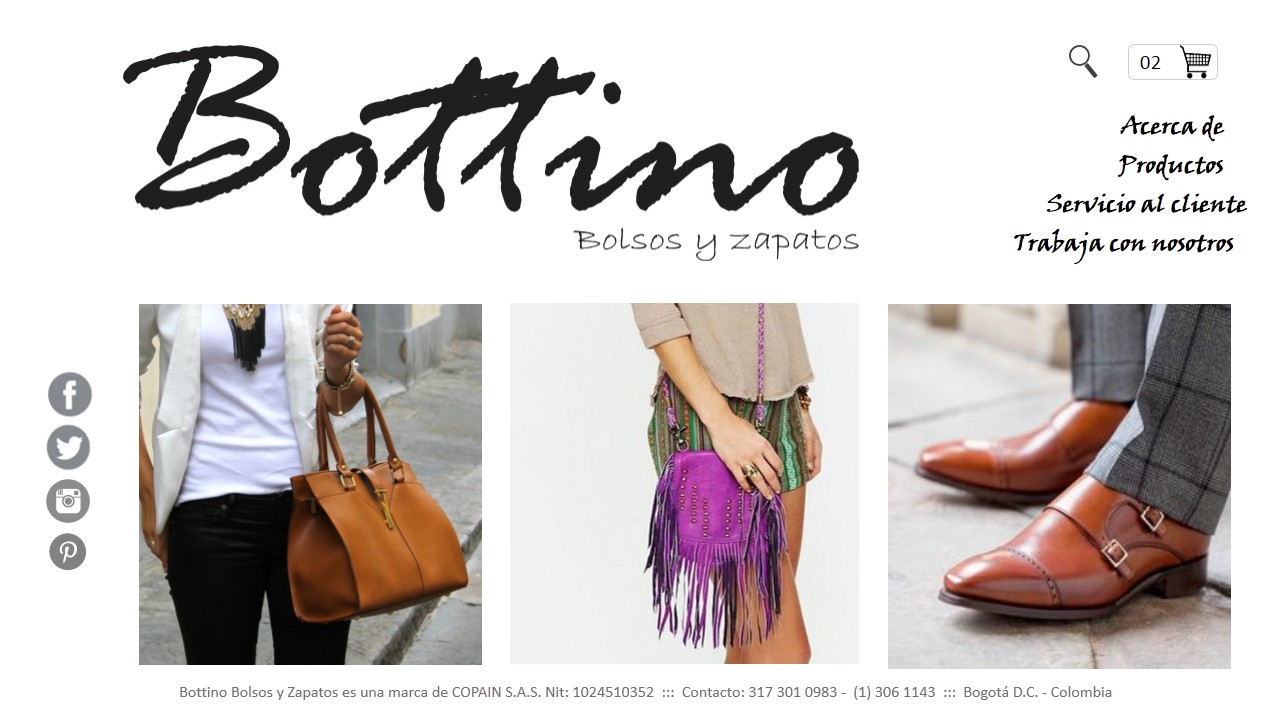 Bottino
Bolsos y zapatos
02
Acerca de
Productos
Servicio al cliente
Trabaja con nosotros
Bottino Bolsos y Zapatos es una marca de COPAIN S.A.S. Nit: 1024510352 ::: Contacto: 317 301 0983 - (1) 306 1143 ::: Bogotá D.C. - Colombia